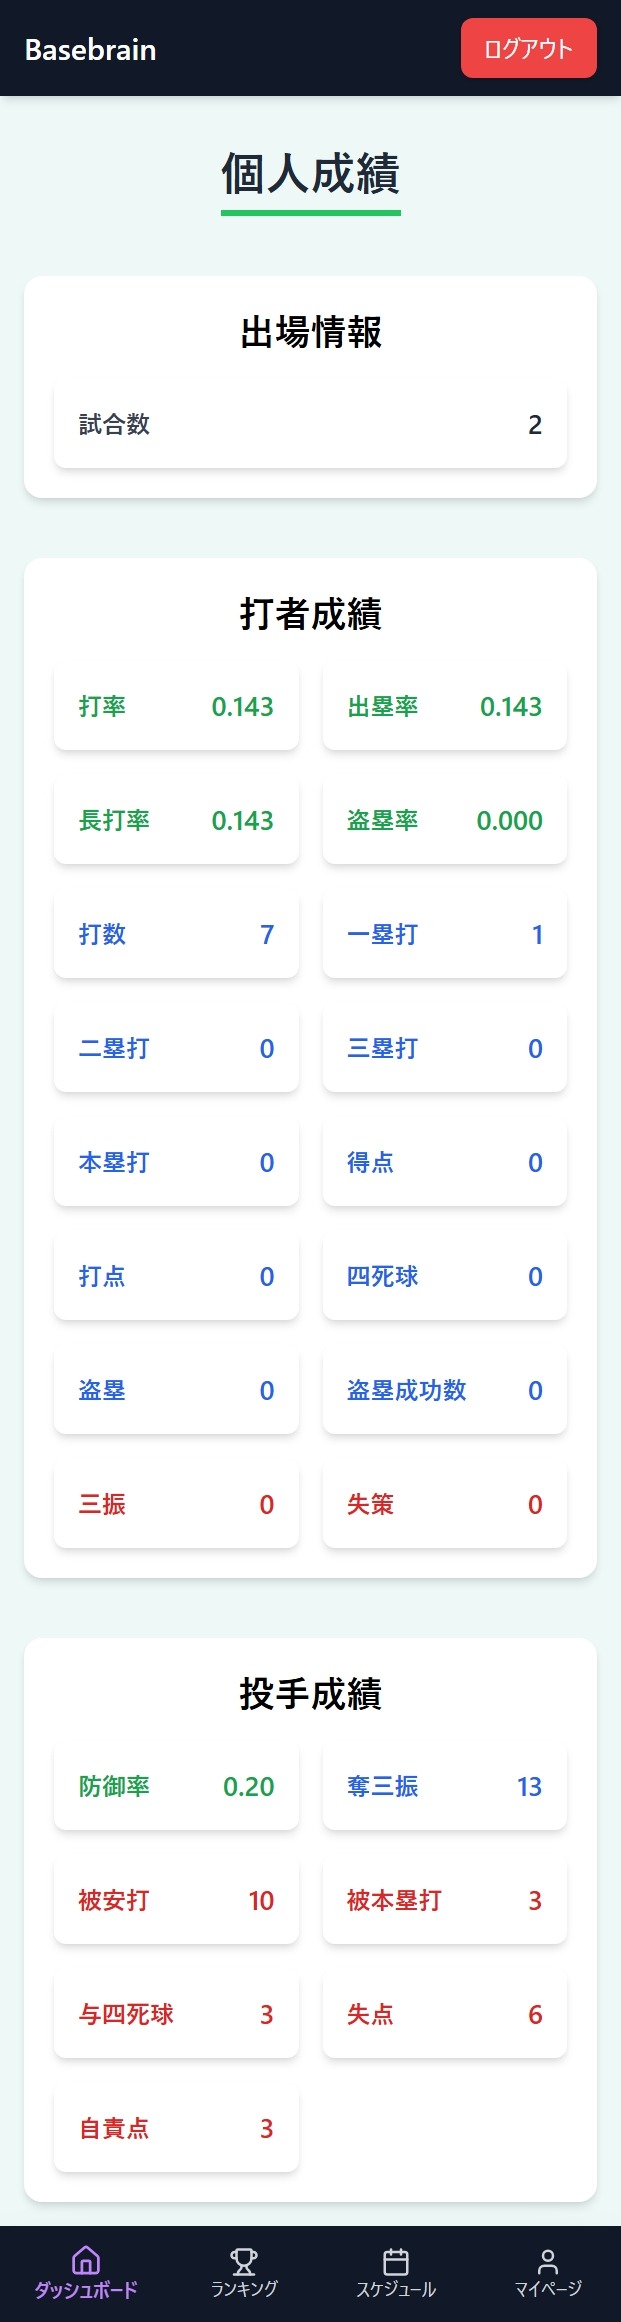 Basebrain
ログアウト
個人成績
出場情報
試合数 2
打者成績
打率 0.143 出塁率 0.143
長打率 0.143 盗塁率 0.000
打数 7 一塁打 1
二塁打 0 三塁打 0
本塁打 0 得点 0
打点 0 四死球 0
盗塁 0 盗塁成功数 0
三振 0 失策 0
投手成績
防御率 0.20 奪三振 13
被安打 10 被本塁打 3
与四死球 3 失点 6
自責点 3
ダッシュボード ランキング スケジュール マイページ